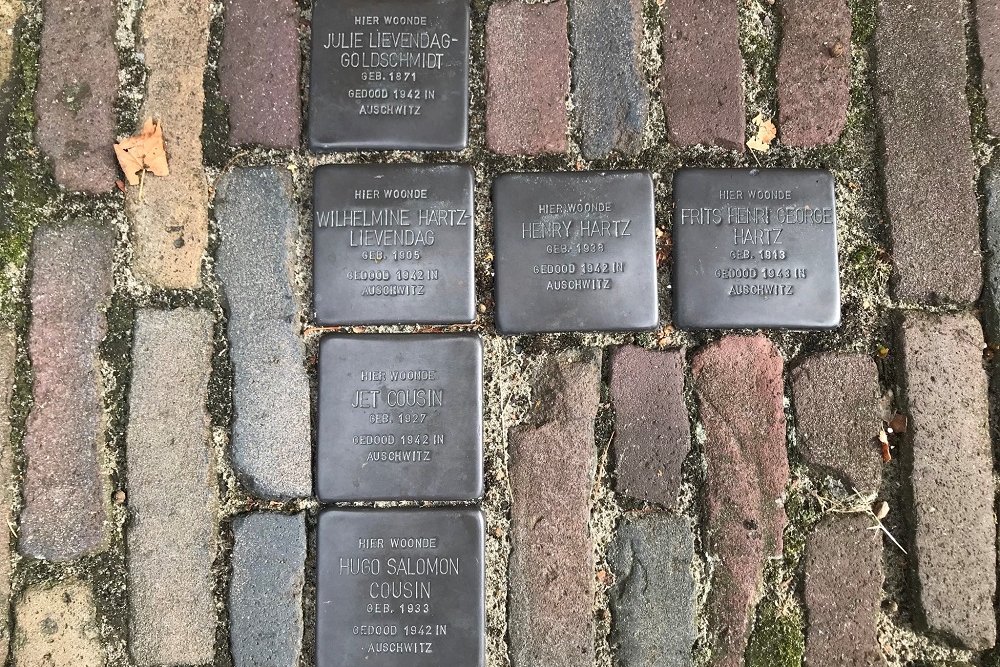 HIER WOONDE
JULIE LIEVENDAG-
GOLDSCHMIDT
GEB. 1871
GEDOOD 1942 IN
AUSCHWITZ
HIER WOONDE
WILHELMINE HARTZ-
LIEVENDAG
GEB. 1905
GEDOOD 1942 IN
AUSCHWITZ
HIER WOONDE
HENRY HARTZ
GEB. 1938
GEDOOD 1942 IN
AUSCHWITZ
HIER WOONDE
FRITS HENRI GEORGE
HARTZ
GEB. 1913
GEDOOD 1943 IN
AUSCHWITZ
HIER WOONDE
JET COUSIN
GEB. 1927
GEDOOD 1942 IN
AUSCHWITZ
HIER WOONDE
HUGO SALOMON
COUSIN
GEB. 1933
GEDOOD 1942 IN
AUSCHWITZ